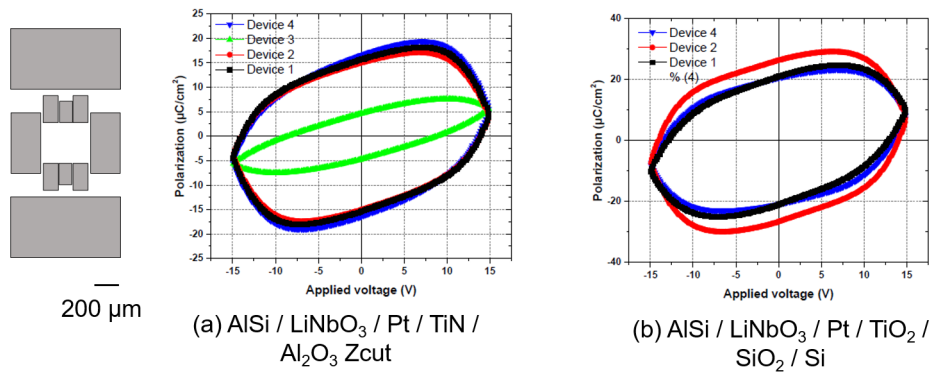 Device 4
Device 3
Device 2
Device 1
25
20
15
10
5
0
-5
-10
-15
-20
-25
Polarization (µC/cm²)
-15
-10
-5
0
5
10
15
Applied voltage (V)
Device 4
Device 2
Device 1
% (4)
40
20
0
-20
-40
Polarization (µC/cm²)
-15
-10
-5
0
5
10
15
Applied voltage (V)
200 µm
(a) AlSi / LiNbO₃ / Pt / TiN /
Al₂O₃ Zcut
(b) AlSi / LiNbO₃ / Pt / TiO₂ /
SiO₂ / Si